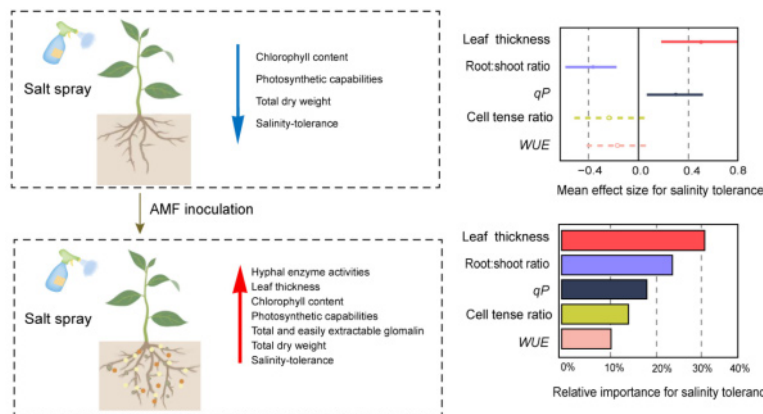 Salt spray
Chlorophyll content
Photosynthetic capabilities
Total dry weight
Salinity-tolerance
AMF inoculation
Salt spray
Hyphal enzyme activities
Leaf thickness
Chlorophyll content
Photosynthetic capabilities
Total and easily extractable glomalin
Total dry weight
Salinity-tolerance
Leaf thickness
Root:shoot ratio
qP
Cell tense ratio
WUE
−0.4 0.0 0.4 0.8
Mean effect size for salinity tolerance
Leaf thickness
Root:shoot ratio
qP
Cell tense ratio
WUE
0% 10% 20% 30% 40%
Relative importance for salinity toleranc